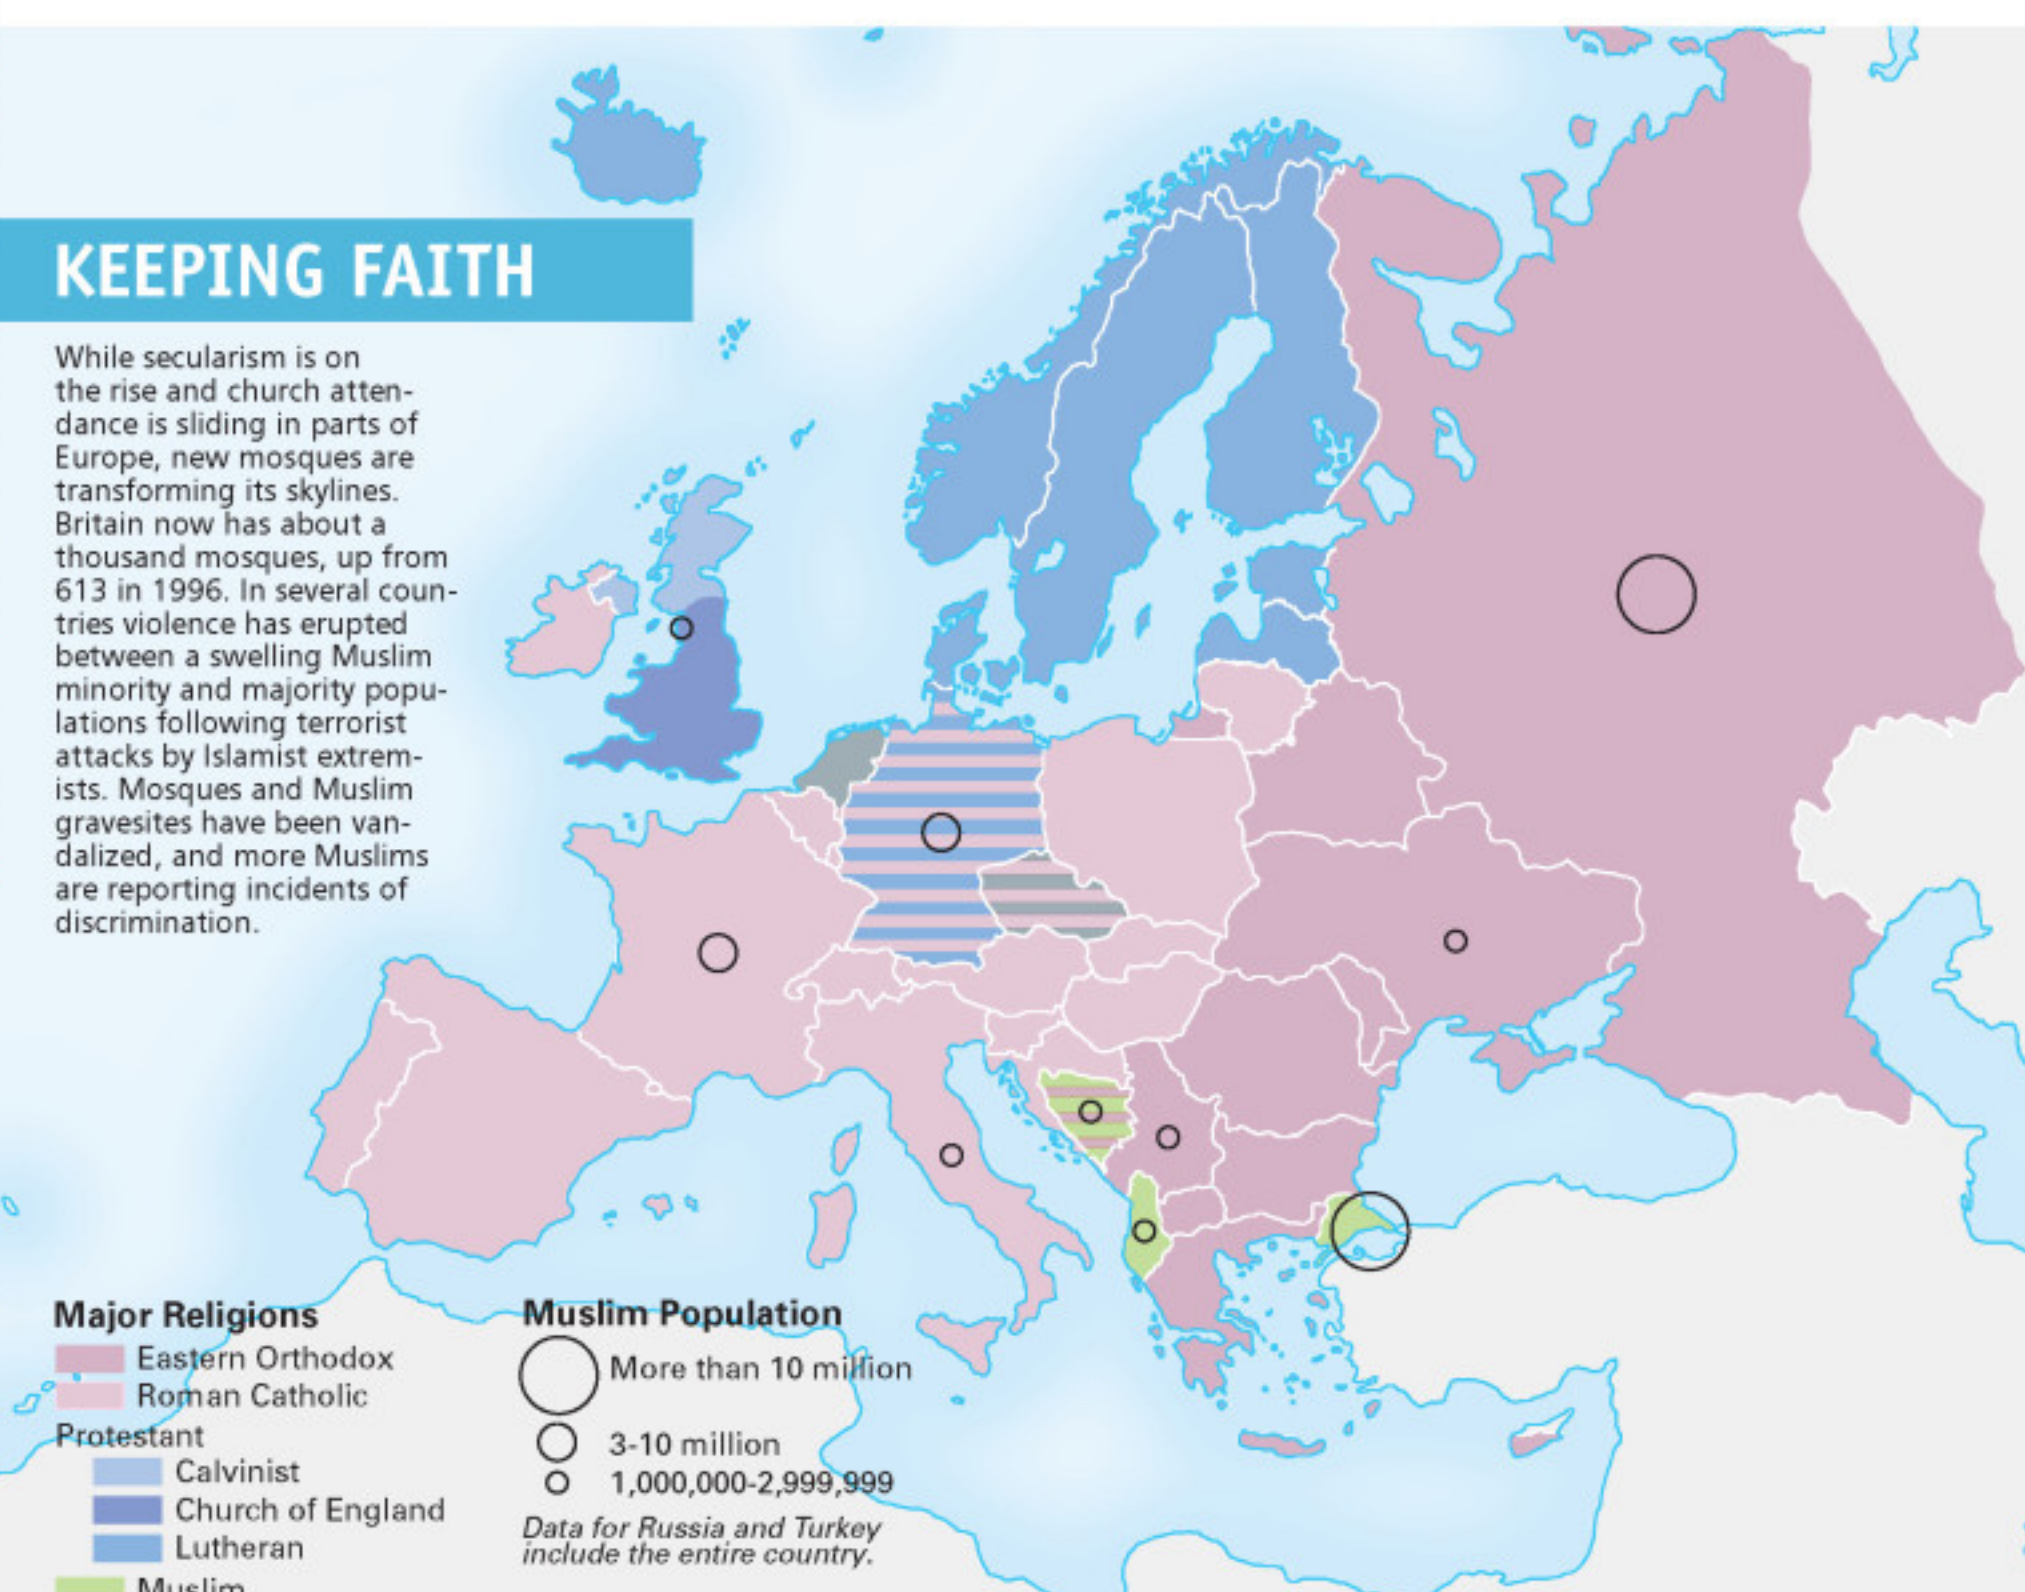 KEEPING FAITH
While secularism is on
the rise and church atten-
dance is sliding in parts of
Europe, new mosques are
transforming its skylines.
Britain now has about a
thousand mosques, up from
613 in 1996. In several coun-
tries violence has erupted
between a swelling Muslim
minority and majority popu-
lations following terrorist
attacks by Islamist extrem-
ists. Mosques and Muslim
gravesites have been van-
dalized, and more Muslims
are reporting incidents of
discrimination.
Major Religions
Eastern Orthodox
Roman Catholic
Protestant
Calvinist
Church of England
Lutheran
Muslim
Muslim Population
More than 10 million
3-10 million
1,000,000-2,999,999
Data for Russia and Turkey
include the entire country.